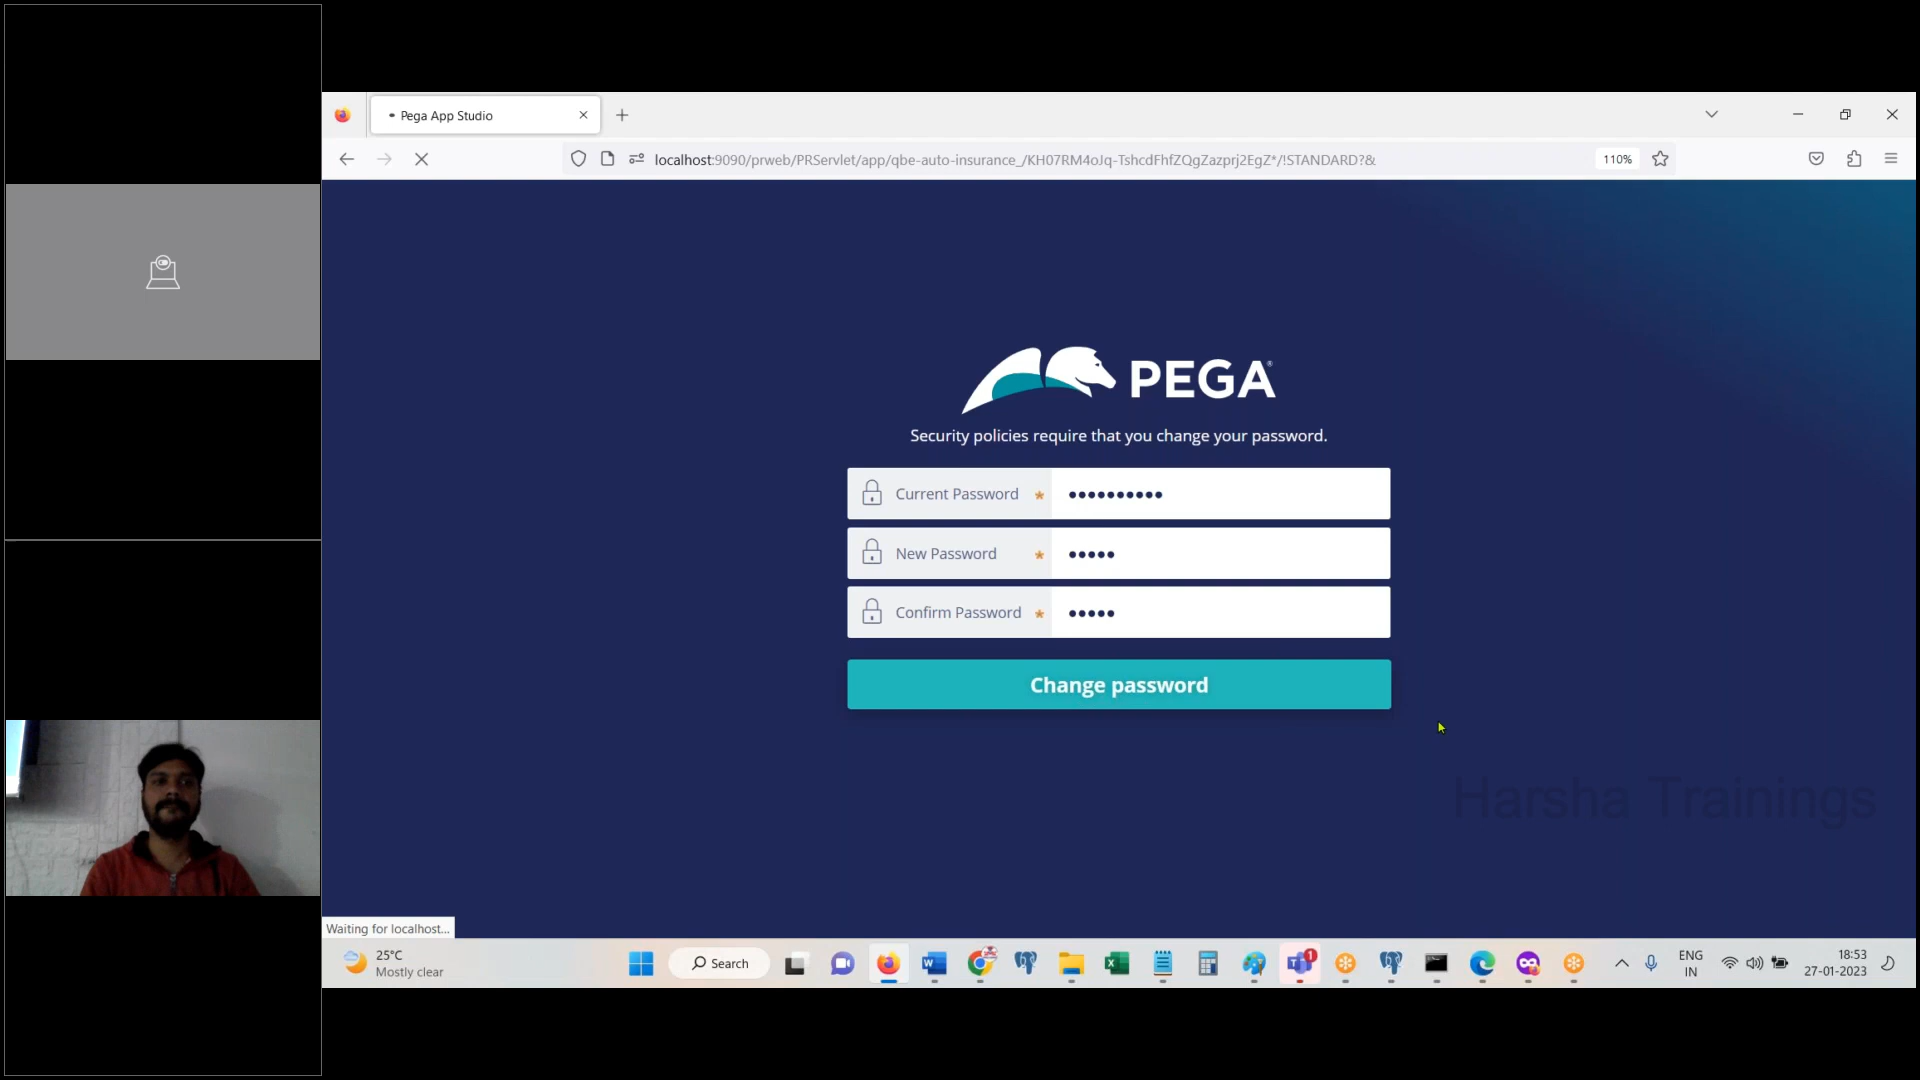 Pega App Studio
localhost:9090/prweb/PRServlet/app/qbe-auto-insurance_/KH07RM4oJq-TshcdFhfZQgZazprj2EgZ*/!STANDARD?&
110%
PEGA
Security policies require that you change your password.
Current Password *
New Password *
Confirm Password *
Change password
Harsha Trainings
Waiting for localhost...
25°C
Mostly clear
Search
1
ENG
IN
18:53
27-01-2023